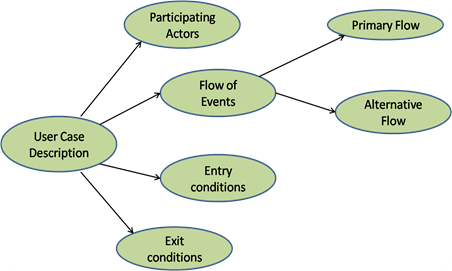 Participating
Actors
Primary Flow
Flow of
Events
Alternative
Flow
User Case
Description
Entry
conditions
Exit
conditions